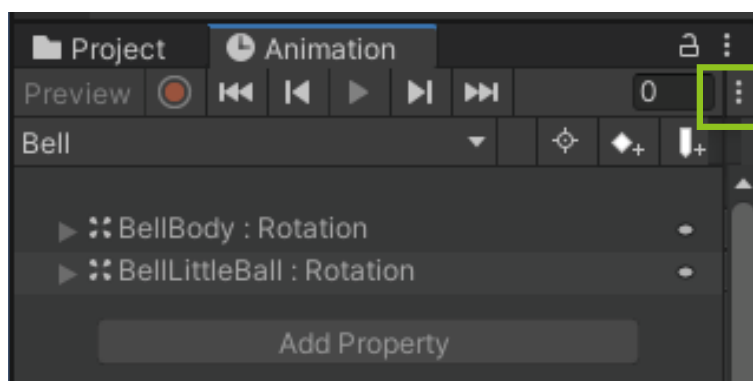 Project Animation
Preview 0
Bell
BellBody : Rotation
BellLittleBall : Rotation
Add Property